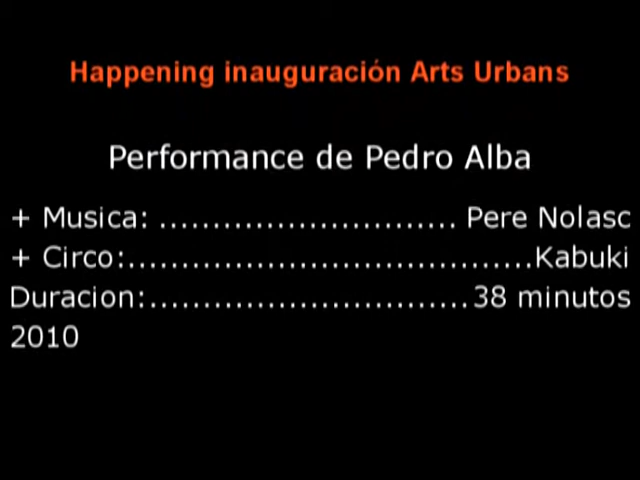 Happening inauguración Arts Urbans
Performance de Pedro Alba
+ Musica: ............................ Pere Nolasc
+ Circo:......................................Kabuki
Duracion:..............................38 minutos
2010